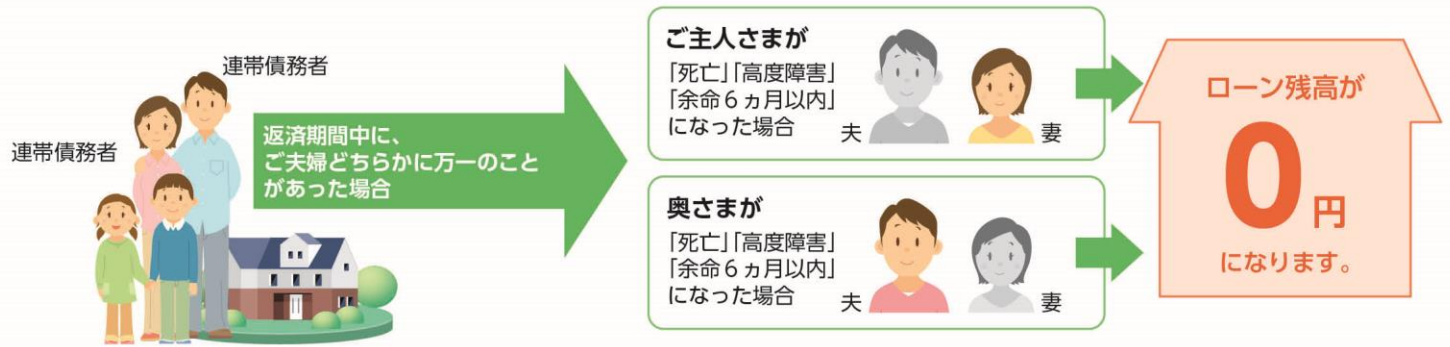 連帯債務者
連帯債務者
返済期間中に、
ご夫婦どちらかに万一のこと
があった場合
ご主人さまが
「死亡」「高度障害」
「余命6ヵ月以内」
になった場合
夫
妻
奥さまが
「死亡」「高度障害」
「余命6ヵ月以内」
になった場合
夫
妻
ローン残高が
0円
になります。